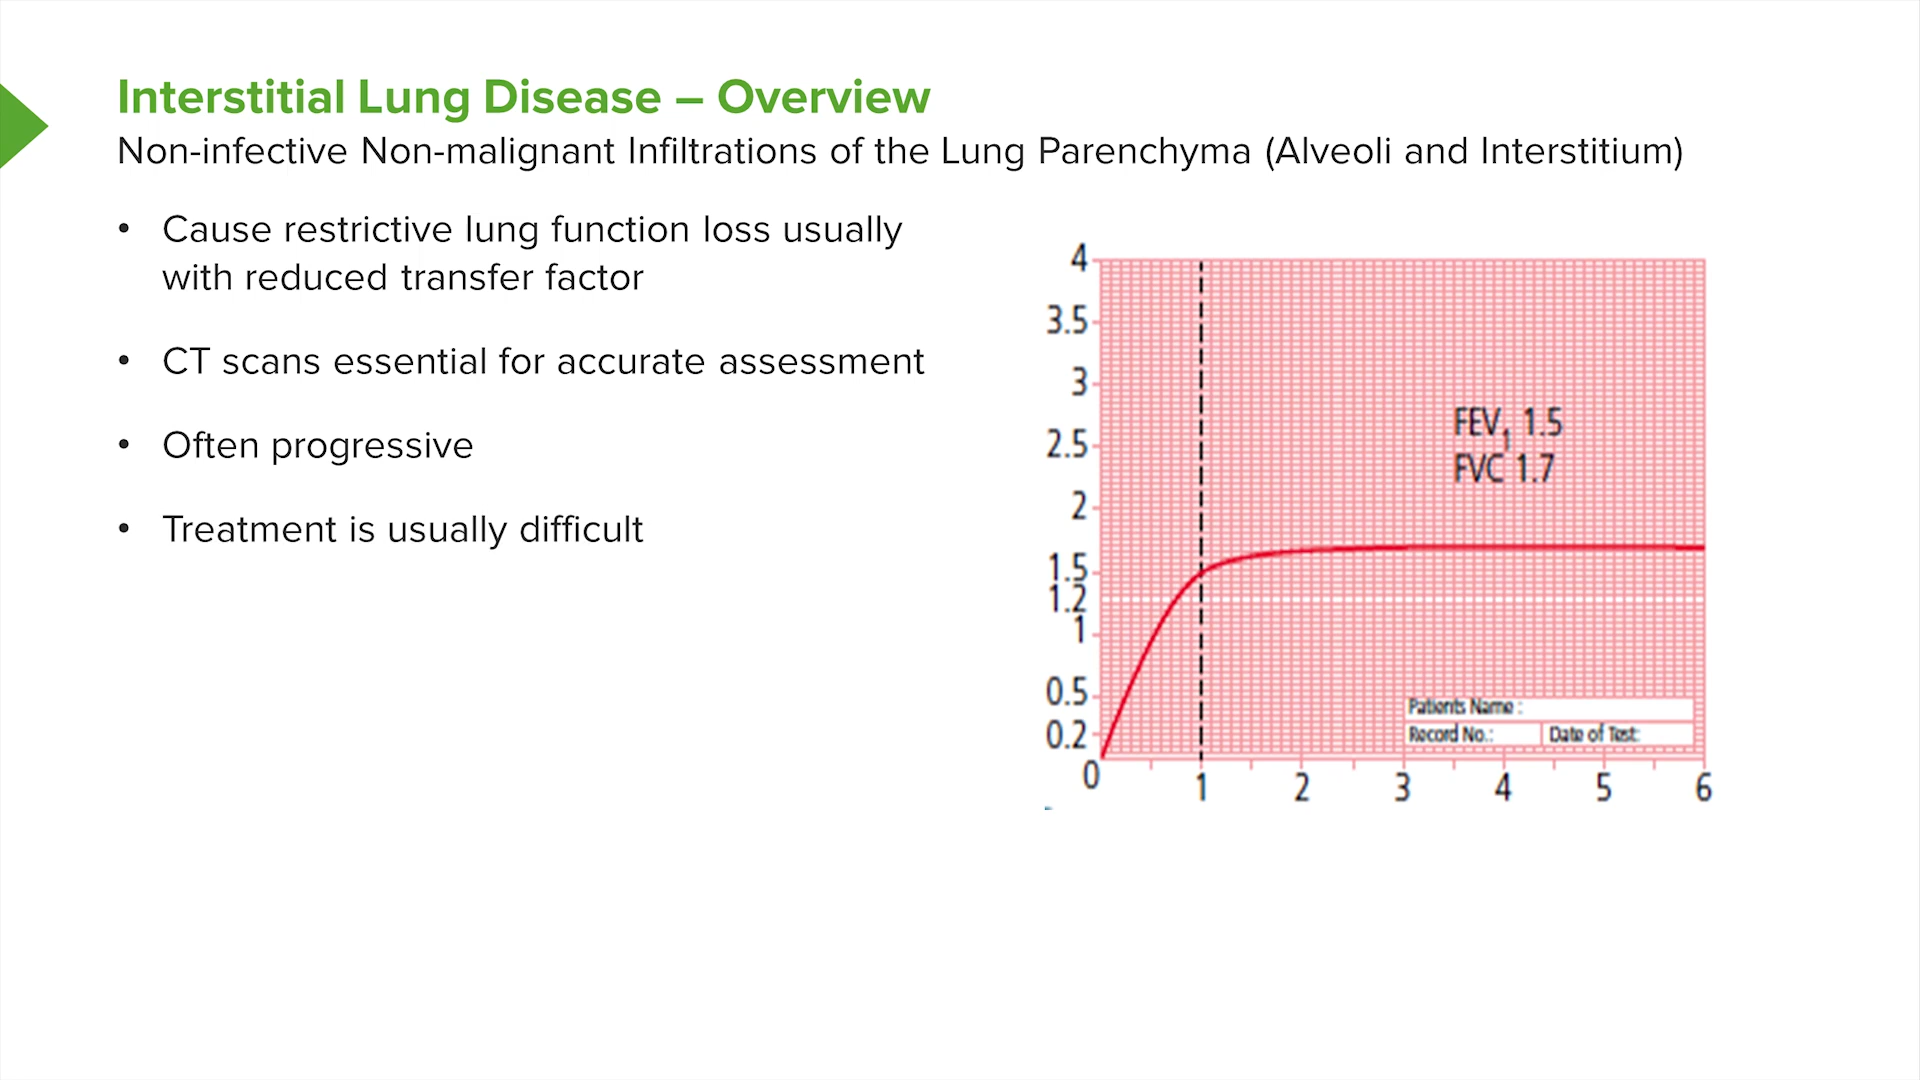 Interstitial Lung Disease – Overview
Non-infective Non-malignant Infiltrations of the Lung Parenchyma (Alveoli and Interstitium)
• Cause restrictive lung function loss usually
with reduced transfer factor
• CT scans essential for accurate assessment
• Often progressive
• Treatment is usually difficult
4
3.5
3
2.5
2
1.5
1.2
1
0.5
0.2
0
FEV₁ 1.5
FVC 1.7
Patients Name :
Record No.: Date of Test:
1 2 3 4 5 6